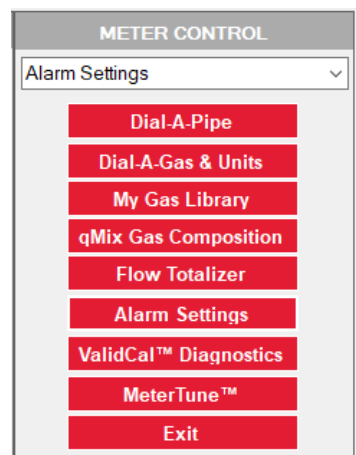 METER CONTROL
Alarm Settings
Dial-A-Pipe
Dial-A-Gas & Units
My Gas Library
qMix Gas Composition
Flow Totalizer
Alarm Settings
ValidCal™ Diagnostics
MeterTune™
Exit